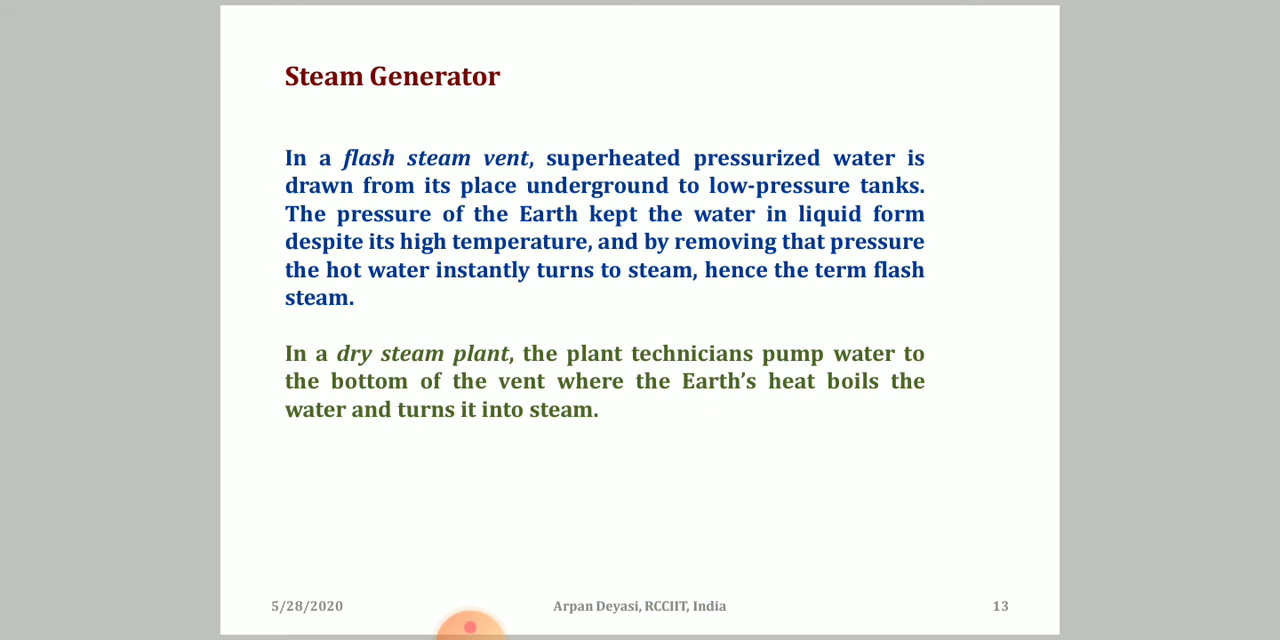 Steam Generator
In a flash steam vent, superheated pressurized water is
drawn from its place underground to low-pressure tanks.
The pressure of the Earth kept the water in liquid form
despite its high temperature, and by removing that pressure
the hot water instantly turns to steam, hence the term flash
steam.
In a dry steam plant, the plant technicians pump water to
the bottom of the vent where the Earth's heat boils the
water and turns it into steam.
5/28/2020
Arpan Deyasi, RCCIIT, India
13